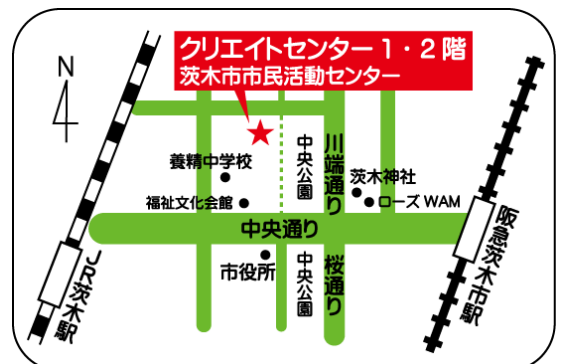 クリエイトセンター1・2階
茨木市市民活動センター
N
養精中学校
福祉文化会館
中央公園
川端通り
茨木神社
ローズWAM
中央通り
市役所
中央公園
桜通り
JR茨木駅
阪急茨木市駅